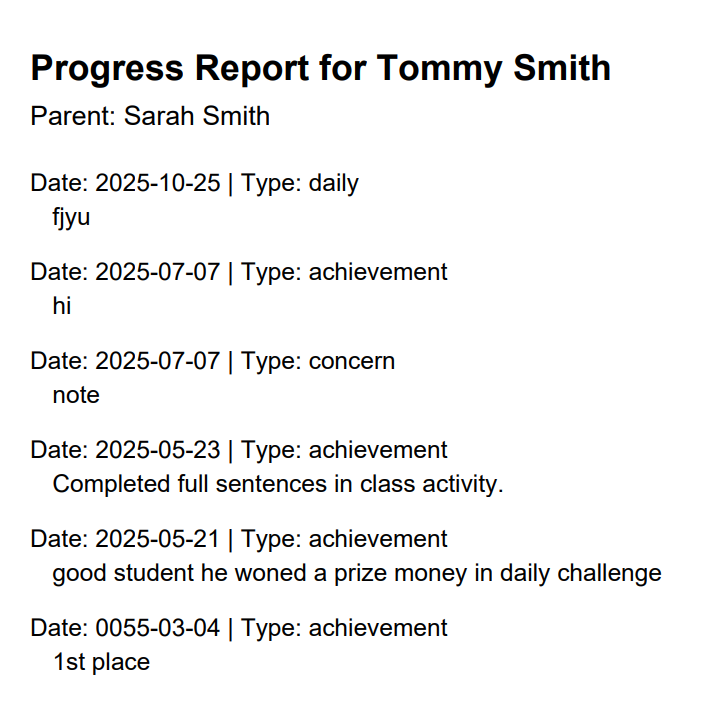 Progress Report for Tommy Smith
Parent: Sarah Smith
Date: 2025-10-25 | Type: daily
fjyu
Date: 2025-07-07 | Type: achievement
hi
Date: 2025-07-07 | Type: concern
note
Date: 2025-05-23 | Type: achievement
Completed full sentences in class activity.
Date: 2025-05-21 | Type: achievement
good student he woned a prize money in daily challenge
Date: 0055-03-04 | Type: achievement
1st place